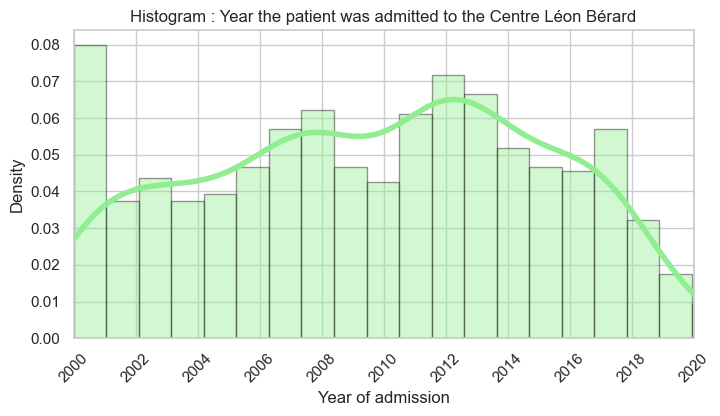 Histogram : Year the patient was admitted to the Centre Léon Bérard
0.08
0.07
0.06
0.05
0.04
0.03
0.02
0.01
0.00
Density
2000 2002 2004 2006 2008 2010 2012 2014 2016 2018 2020
Year of admission